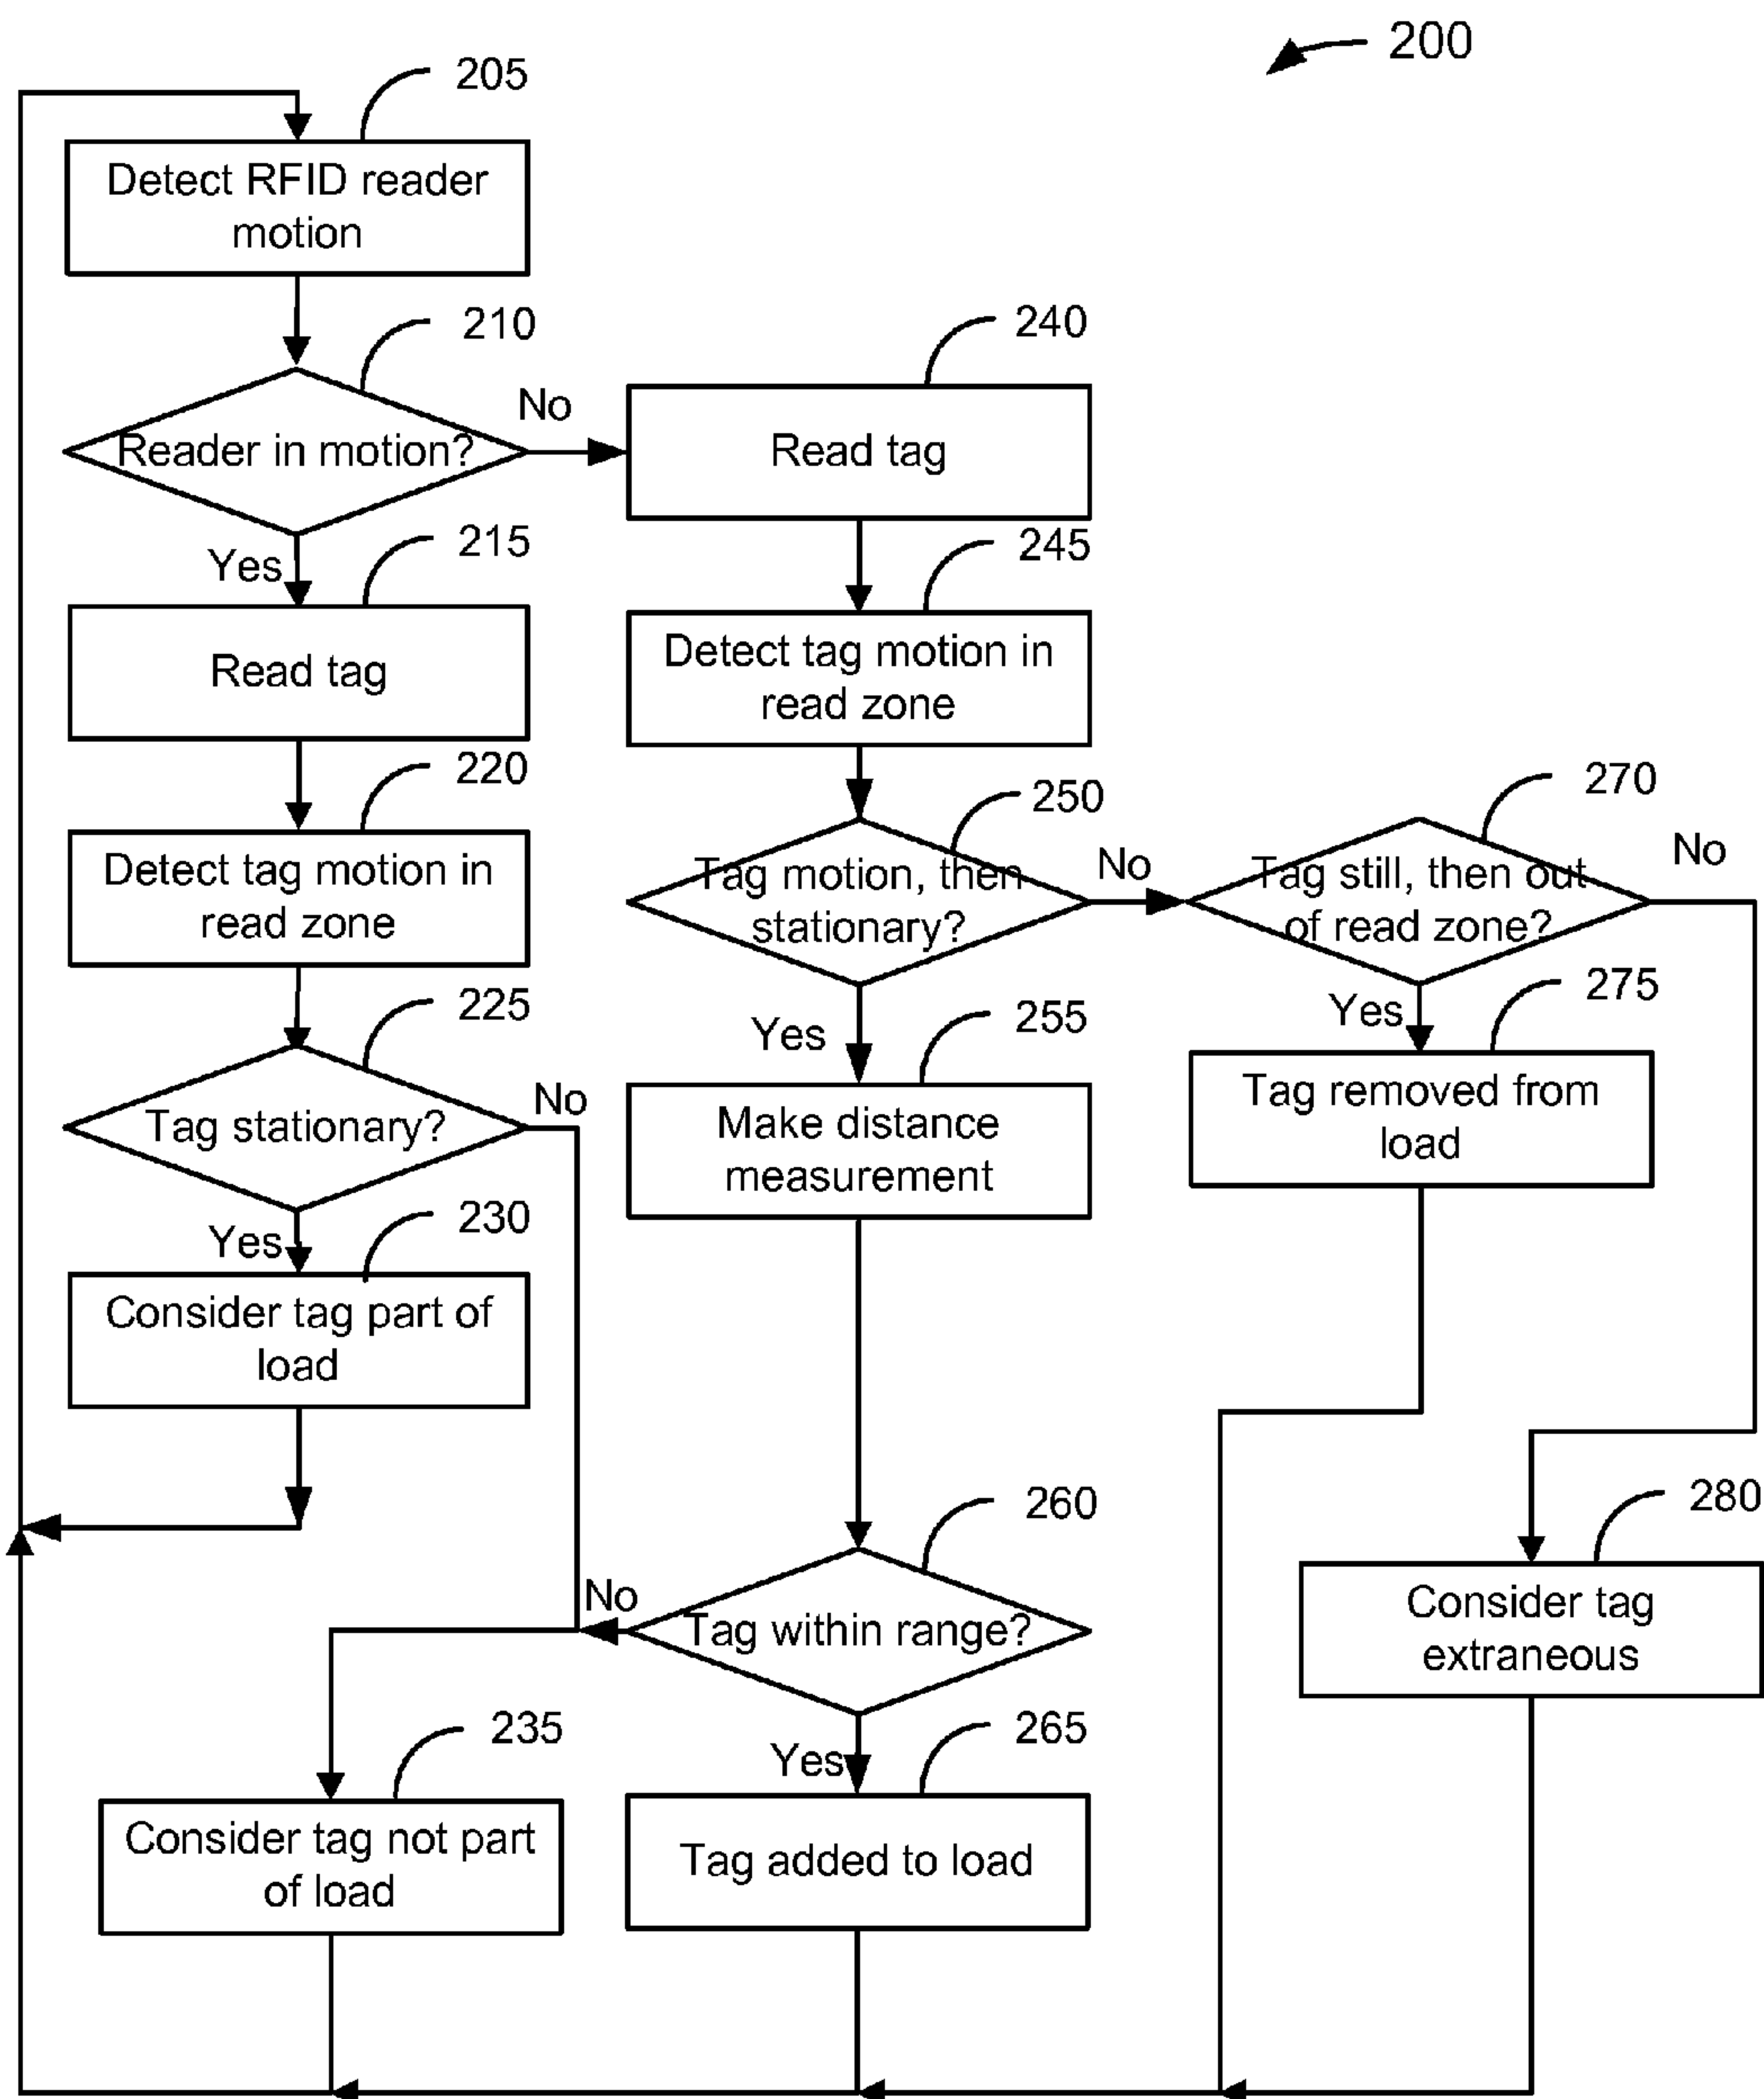 200
205
Detect RFID reader
motion
210
Reader in motion?
No
Yes
240
Read tag
215
Read tag
245
Detect tag motion in
read zone
220
Detect tag motion in
read zone
250
Tag motion, then
stationary?
No
Yes
270
Tag still, then out
of read zone?
No
Yes
225
Tag stationary?
No
Yes
255
Make distance
measurement
275
Tag removed from
load
230
Consider tag part of
load
260
Tag within range?
No
Yes
280
Consider tag
extraneous
235
Consider tag not part
of load
265
Tag added to load